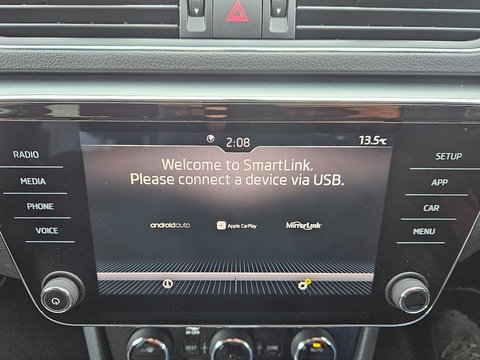 2:08
13.5°C
RADIO
SETUP
Welcome to SmartLink.
Please connect a device via USB.
MEDIA
APP
PHONE
CAR
androidauto
Apple CarPlay
MirrorLink
VOICE
MENU
SYNC